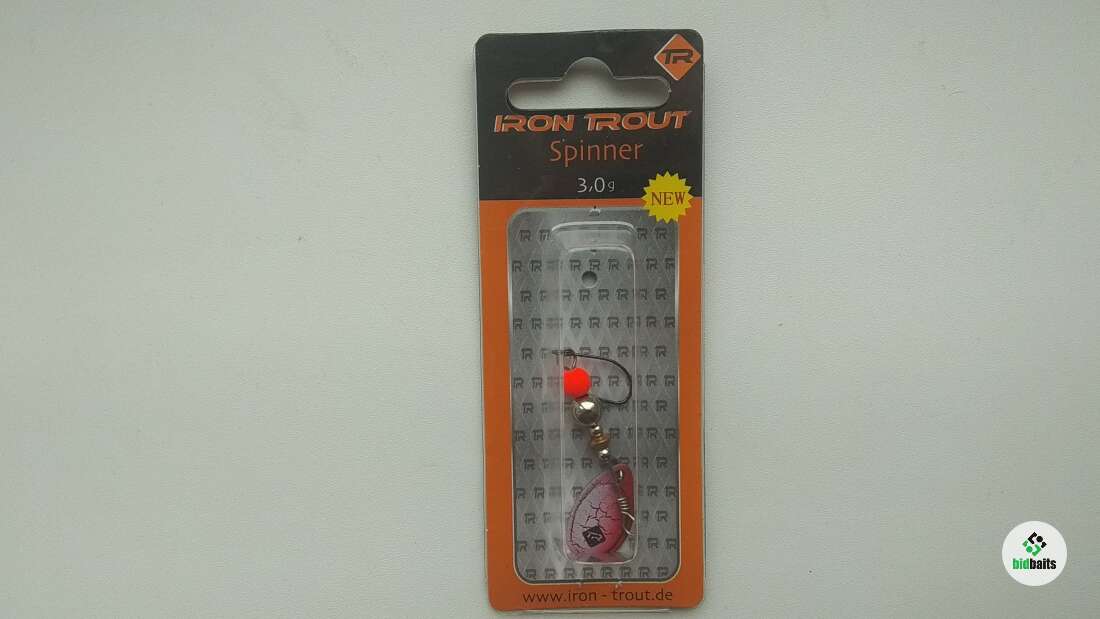 TR
IRON TROUT
Spinner
3,0g
NEW
www.iron - trout.de
bidbaits